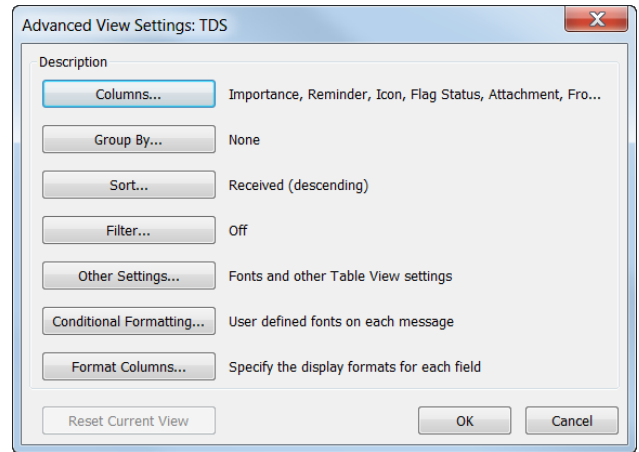 Advanced View Settings: TDS
Description
Columns... Importance, Reminder, Icon, Flag Status, Attachment, Fro...
Group By... None
Sort... Received (descending)
Filter... Off
Other Settings... Fonts and other Table View settings
Conditional Formatting... User defined fonts on each message
Format Columns... Specify the display formats for each field
Reset Current View OK Cancel